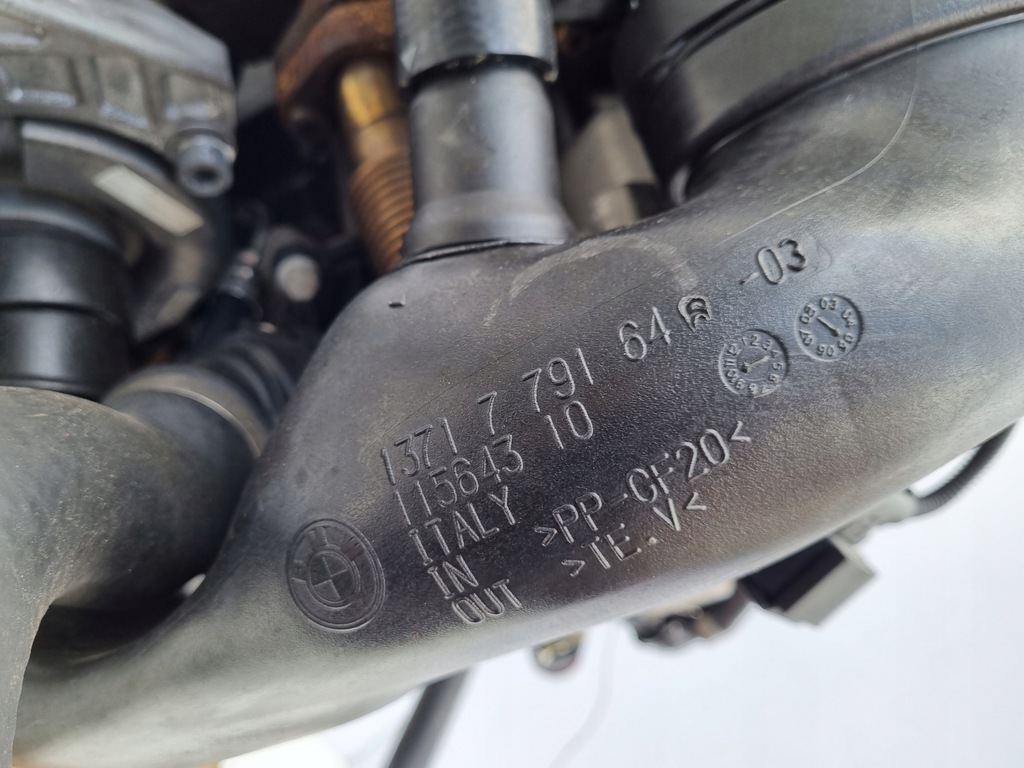 1371 7 791 64 -03
115643 10
ITALY
IN >PP-GF20<
OUT >TE.V<